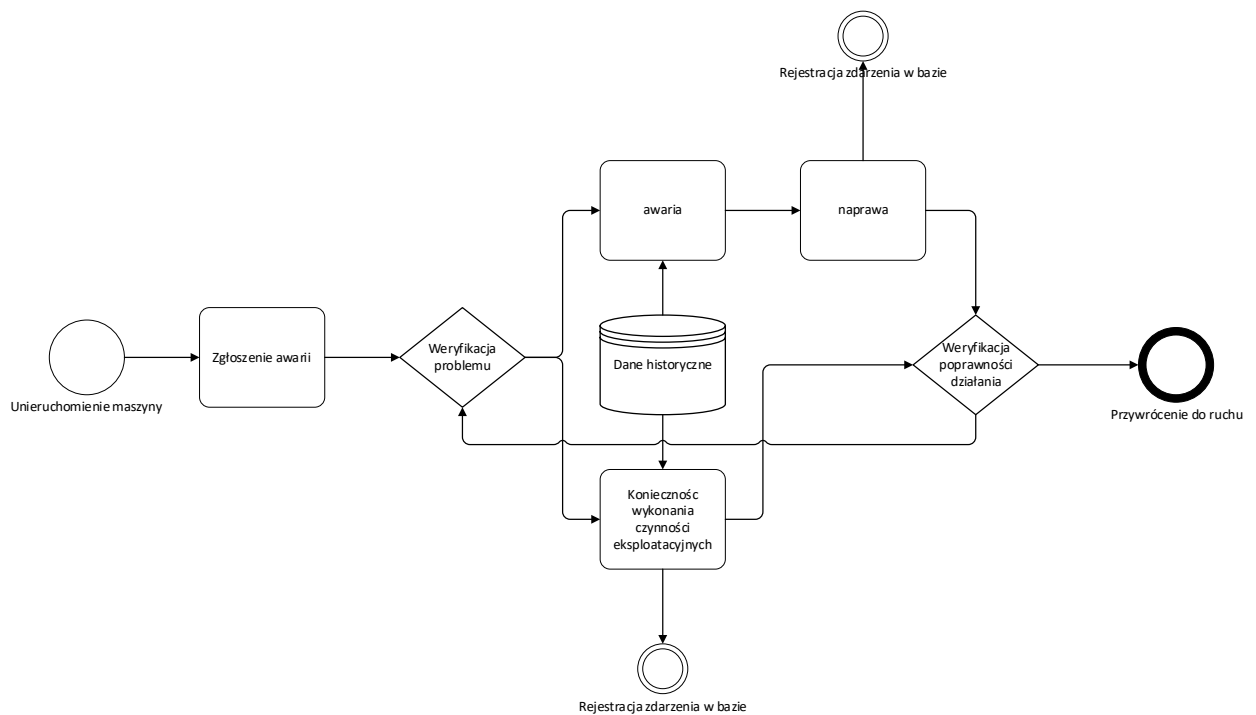 Rejestracja zdarzenia w bazie
awaria
naprawa
Unieruchomienie maszyny
Zgłoszenie awarii
Weryfikacja
problemu
Dane historyczne
Weryfikacja
poprawności
działania
Przywrócenie do ruchu
Koniecznośc
wykonania
czynności
eksploatacyjnych
Rejestracja zdarzenia w bazie